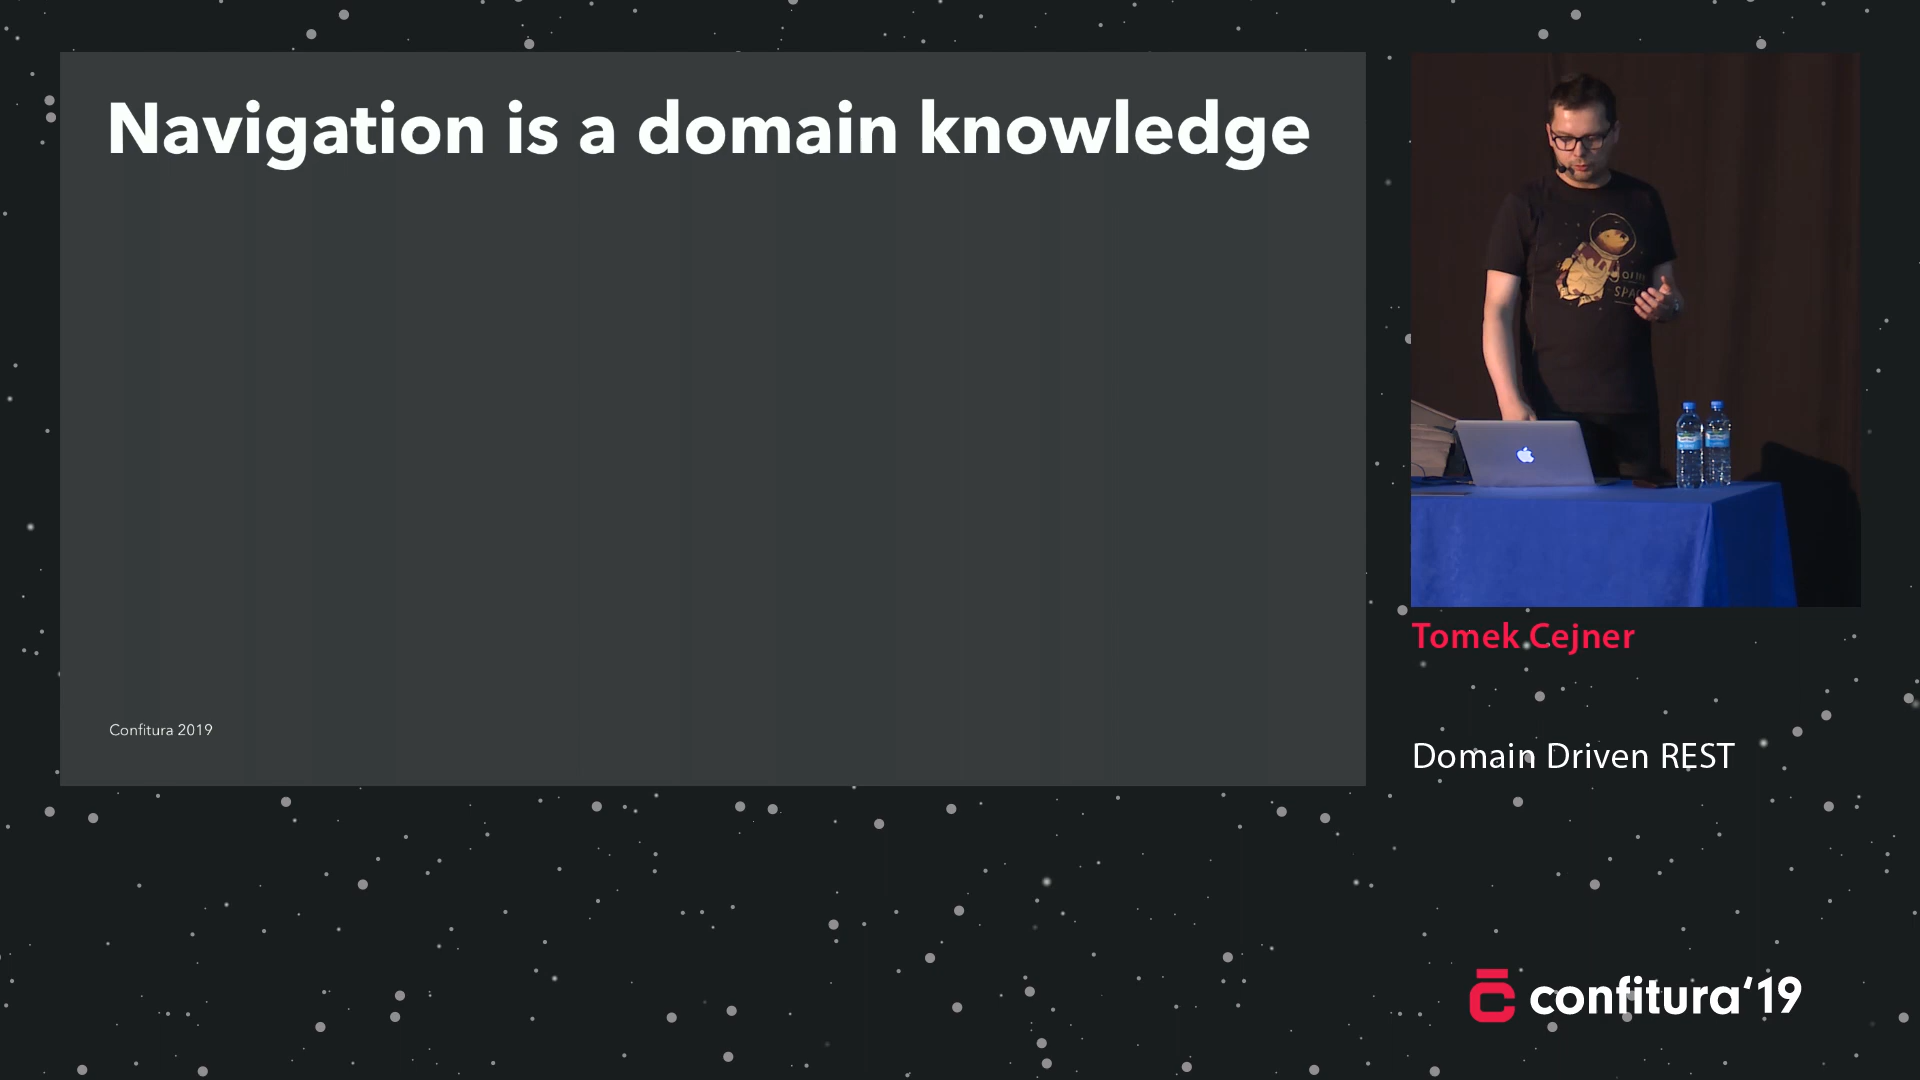 Navigation is a domain knowledge
Confitura 2019
Tomek Cejner
Domain Driven REST
confitura‘19